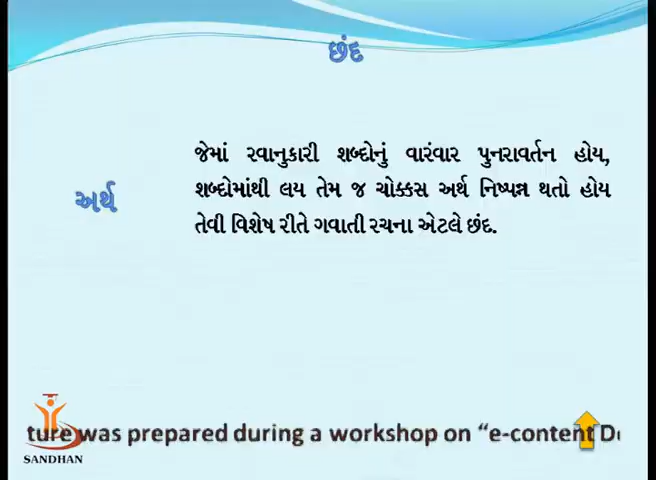 છંદ
જેમાં રવાનુકારી શબ્દોનું વારંવાર પુનરાવર્તન હોય,
અર્થ
શબ્દોમાંથી લય તેમ જ ચોક્કસ અર્થ નિષ્પન્ન થતો હોય
તેવી વિશેષ રીતે ગવાતી રચના એટલે છંદ.
ture was prepared during a workshop on “e-content D
SANDHAN